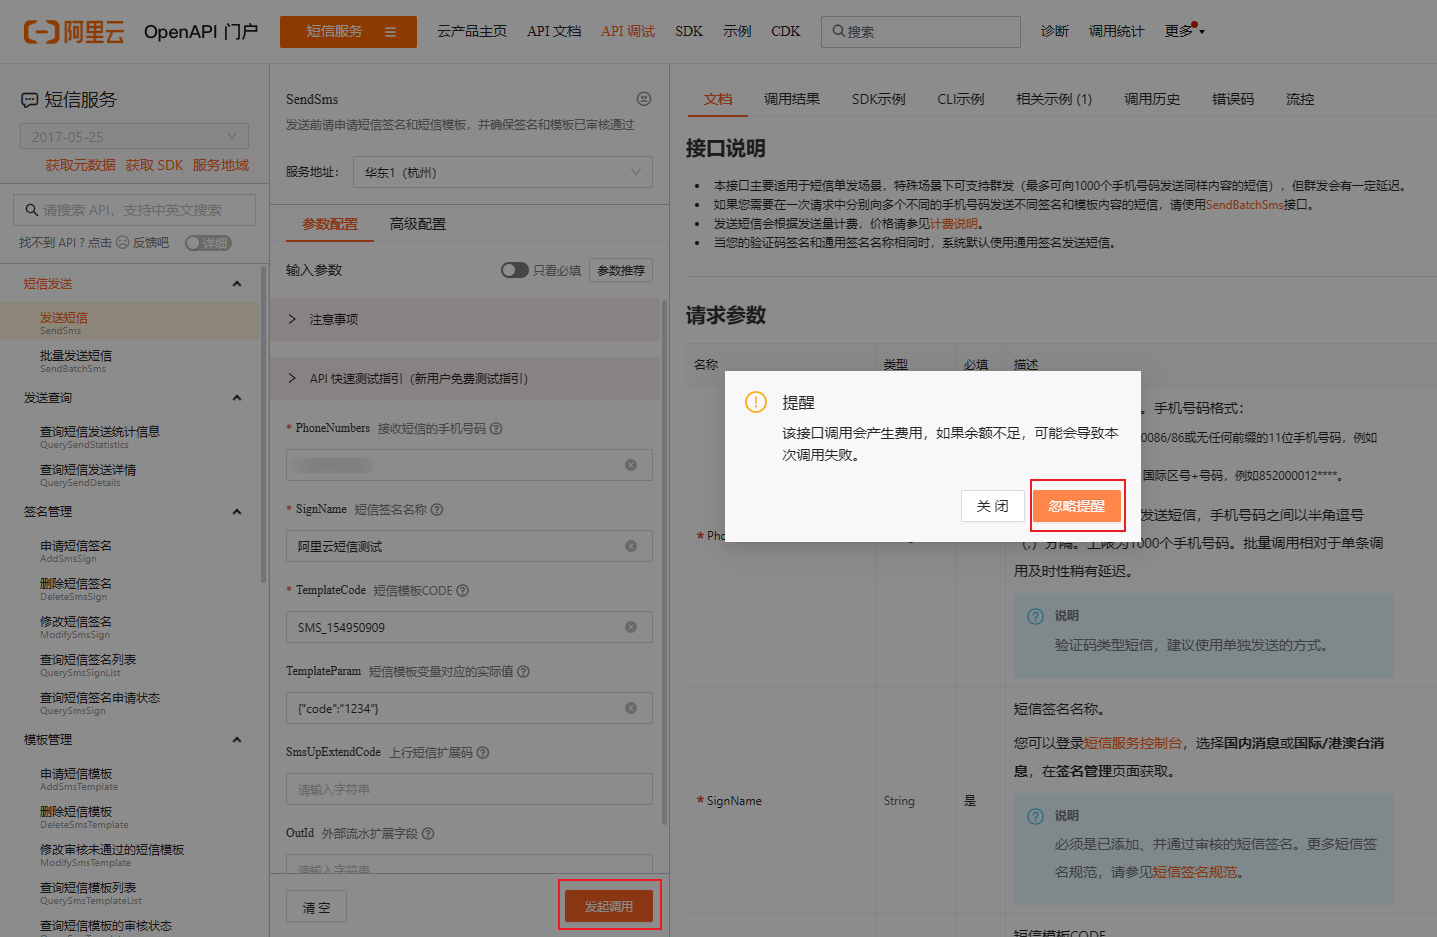 阿里云 OpenAPI 门户 短信服务 云产品主页 API 文档 API 调试 SDK 示例 CDK 搜索 诊断 调用统计 更多
短信服务
2017-05-25
获取元数据 获取 SDK 服务地域
请搜索 API，支持中英文搜索
找不到 API ? 点击 反馈吧 详细
短信发送
发送短信
SendSms
批量发送短信
SendBatchSms
发送查询
查询短信发送统计信息
QuerySendStatistics
查询短信发送详情
QuerySendDetails
签名管理
申请短信签名
AddSmsSign
删除短信签名
DeleteSmsSign
修改短信签名
ModifySmsSign
查询短信签名列表
QuerySmsSignList
查询短信签名申请状态
QuerySmsSign
模板管理
申请短信模板
AddSmsTemplate
删除短信模板
DeleteSmsTemplate
修改审核未通过的短信模板
ModifySmsTemplate
查询短信模板列表
QuerySmsTemplateList
查询短信模板的审核状态
SendSms
发送前请申请短信签名和短信模板，并确保签名和模板已审核通过
服务地址： 华东1（杭州）
参数配置 高级配置
输入参数 只看必填 参数推荐
注意事项
API 快速测试指引（新用户免费测试指引）
* PhoneNumbers 接收短信的手机号码
* SignName 短信签名名称
阿里云短信测试
* TemplateCode 短信模板CODE
SMS_154950909
TemplateParam 短信模板变量对应的实际值
{"code":"1234"}
SmsUpExtendCode 上行短信扩展码
请输入字符串
OutId 外部流水扩展字段
请输入字符串
清 空 发起调用
文档 调用结果 SDK示例 CLI示例 相关示例 (1) 调用历史 错误码 流控
接口说明
• 本接口主要适用于短信单发场景，特殊场景下可支持群发（最多可向1000个手机号码发送同样内容的短信），但群发会有一定延迟。
• 如果您需要在一次请求中分别向多个不同的手机号码发送不同签名和模板内容的短信，请使用SendBatchSms接口。
• 发送短信会根据发送量计费，价格请参见计费说明。
• 当您的验证码签名和通用签名名称相同时，系统默认使用通用签名发送短信。
请求参数
名称 类型 必填 描述
。手机号码格式：
0086/86或无任何前缀的11位手机号码，例如
国际区号+号码，例如852000012****。
* Pho
发送短信，手机号码之间以半角逗号
（,）分隔。上限为1000个手机号码。批量调用相对于单条调
用及时性稍有延迟。
说明
验证码类型短信，建议使用单独发送的方式。
提醒
该接口调用会产生费用，如果余额不足，可能会导致本
次调用失败。
关 闭 忽略提醒
短信签名名称。
您可以登录短信服务控制台，选择国内消息或国际/港澳台消
息，在签名管理页面获取。
* SignName String 是
说明
必须是已添加、并通过审核的短信签名。更多短信签
名规范，请参见短信签名规范。
短信模板CODE